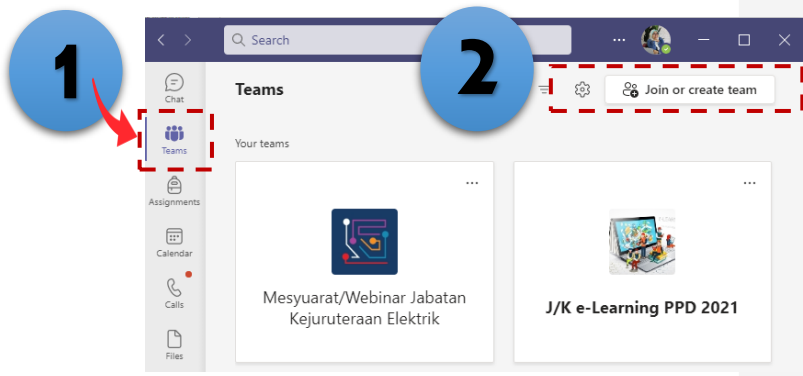 1
2
Search
Chat
Teams
Assignments
Calendar
Calls
Files
Teams
Join or create team
Your teams
Mesyuarat/Webinar Jabatan
Kejuruteraan Elektrik
J/K e-Learning PPD 2021